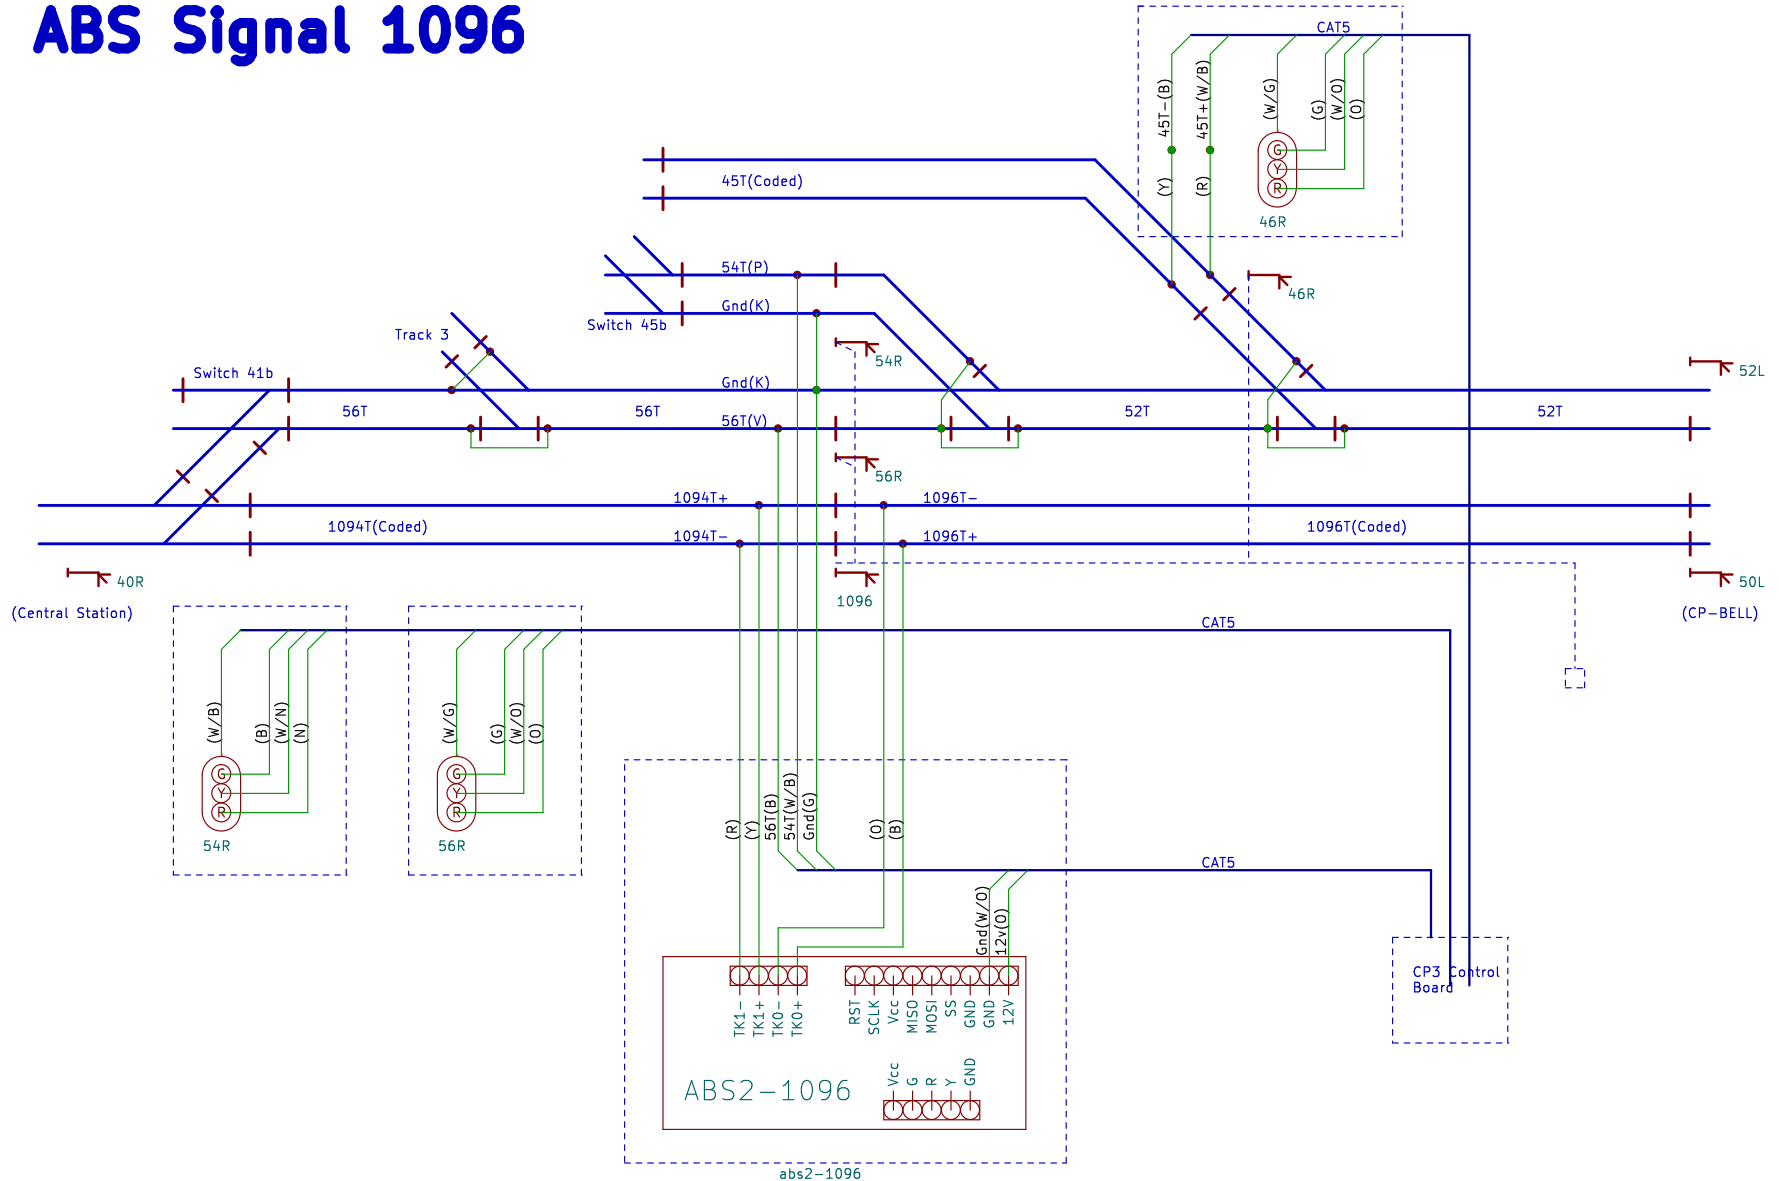 ABS Signal 1096
CAT5
45T-(B)
45T+(W/B)
(W/G)
(G)
(W/O)
(O)
(Y)
(R)
G
Y
R
46R
45T(Coded)
54T(P)
Gnd(K)
Switch 45b
46R
Track 3
54R
52L
Switch 41b
Gnd(K)
56T
56T
56T(V)
52T
52T
56R
1094T+
1096T-
1094T(Coded)
1096T(Coded)
1094T-
1096T+
40R
1096
50L
(Central Station)
(CP-BELL)
CAT5
(W/B)
(B)
(W/N)
(N)
G
Y
R
54R
(W/G)
(G)
(W/O)
(O)
G
Y
R
56R
(R)
(Y)
56T(B)
54T(W/B)
Gnd(G)
(O)
(B)
CAT5
Gnd(W/O)
12v(O)
CP3 Control
Board
TK1-
TK1+
TK0-
TK0+
RST
SCLK
Vcc
MISO
MOSI
SS
GND
GND
12V
ABS2-1096
Vcc
G
R
Y
GND
abs2-1096